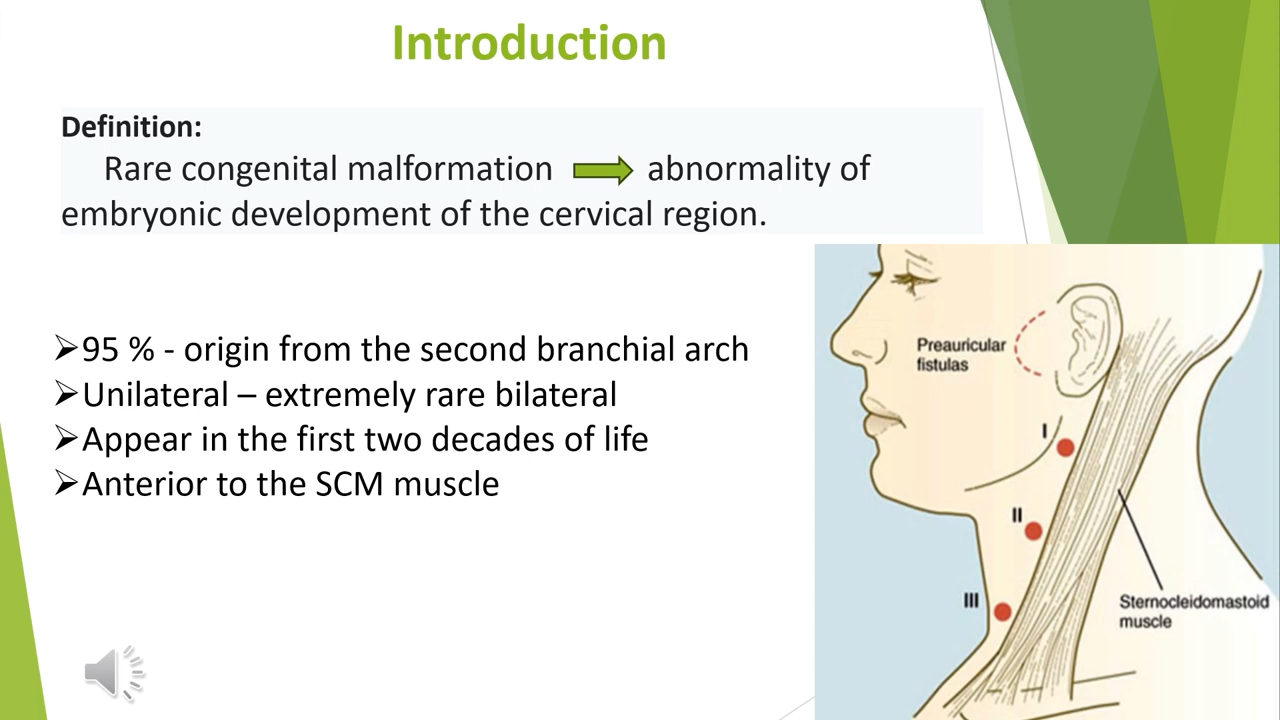 Introduction
Definition:
Rare congenital malformation abnormality of
embryonic development of the cervical region.
➢95 % - origin from the second branchial arch
➢Unilateral – extremely rare bilateral
➢Appear in the first two decades of life
➢Anterior to the SCM muscle
Preauricular
fistulas
I
II
III
Sternocleidomastoid
muscle